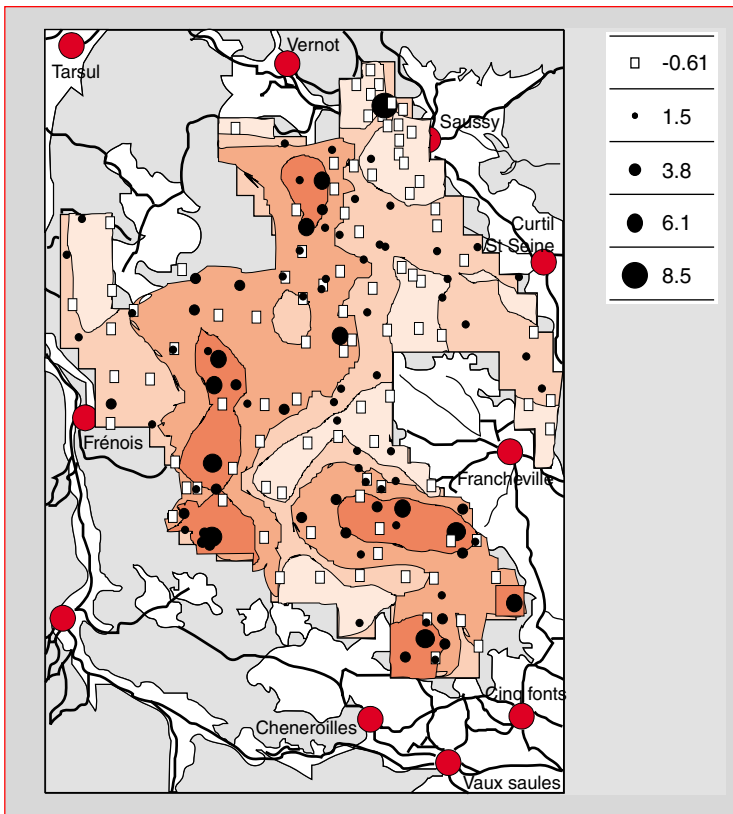 Vernot
Tarsul
-0.61
1.5
Saussy
3.8
Curtil
St Seine
6.1
8.5
Frénois
Francheville
Cinq fonts
Cheneroilles
Vaux saules